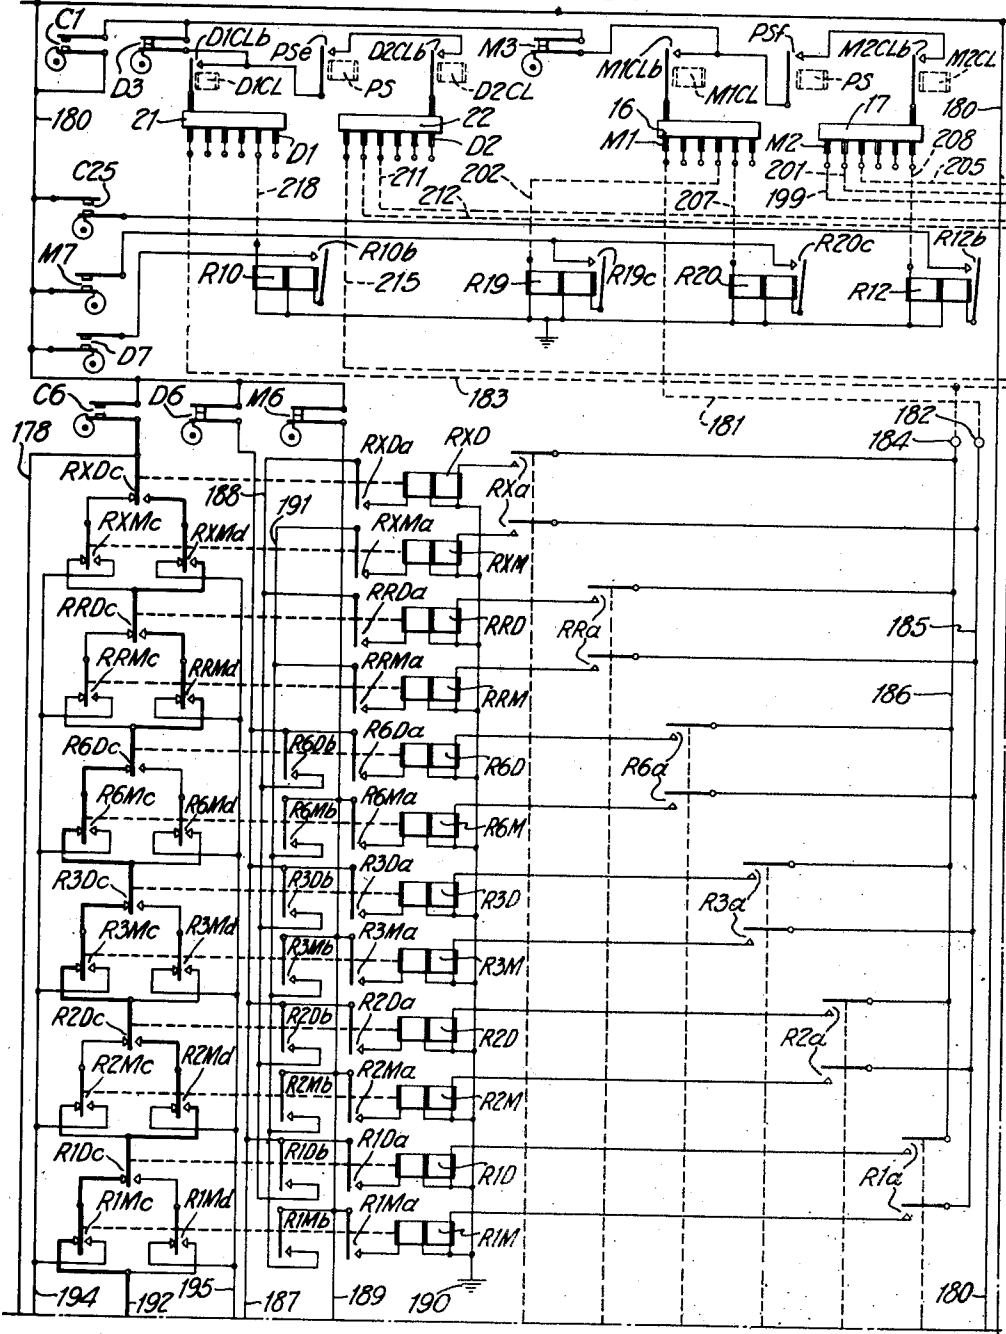 C1
D3
D1CLb
D1CL
PSe
PS
D2CLb
D2CL
M3
M1CLb
M1CL
PSf
PS
M2CLb
M2CL
180
21
D1
22
D2
16
M1
17
M2
180
208
218
211
202
212
207
201
199
205
C25
M7
R10
R10b
215
R19
R19c
R20
R20c
R12
R12b
D7
183
181
182
184
C6
D6
M6
178
RXDc
188
191
RXDa
RXD
RXa
RXMc
RXMd
RXMa
RXM
RRDc
RRDa
RRD
RRa
185
RRMc
RRMd
RRMa
RRM
186
R6Dc
R6Db
R6Da
R6D
R6a
R6Mc
R6Md
R6Mb
R6Ma
R6M
R3Dc
R3Db
R3Da
R3D
R3a
R3Mc
R3Md
R3Mb
R3Ma
R3M
R2Dc
R2Db
R2Da
R2D
R2a
R2Mc
R2Md
R2Mb
R2Ma
R2M
R1Dc
R1Db
R1Da
R1D
R1a
R1Mc
R1Md
R1Mb
R1Ma
R1M
194
192
195
187
189
190
180